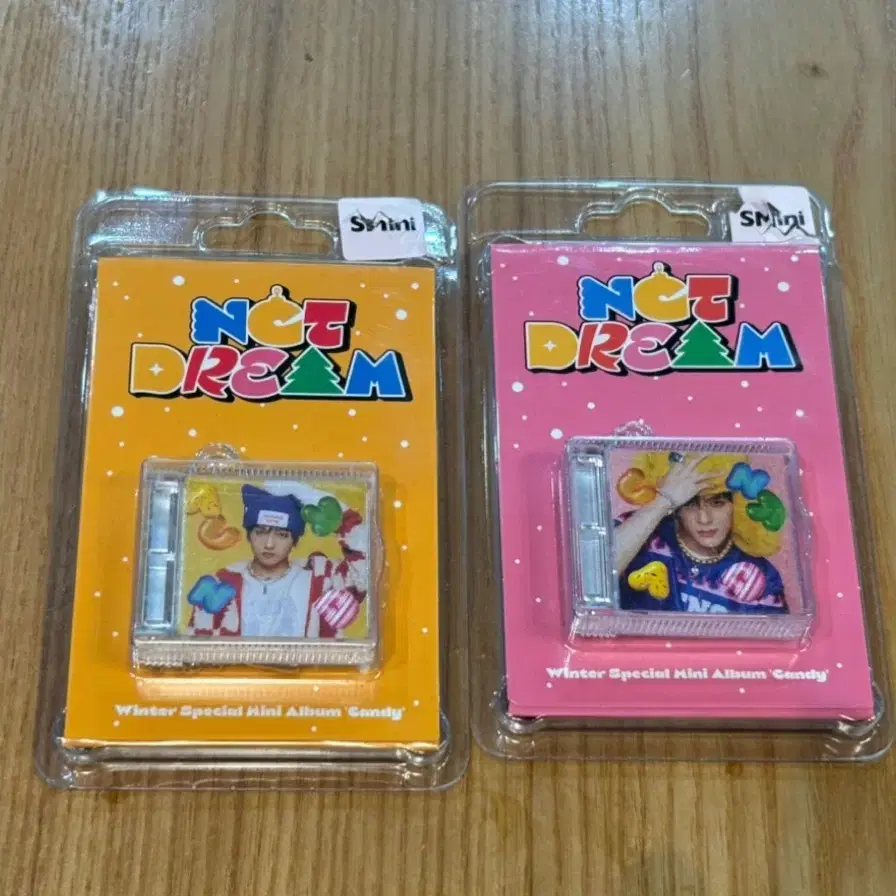 SMini
NCT
DREAM
Winter Special Mini Album 'Candy'
SMini
NCT
DREAM
Winter Special Mini Album 'Candy'